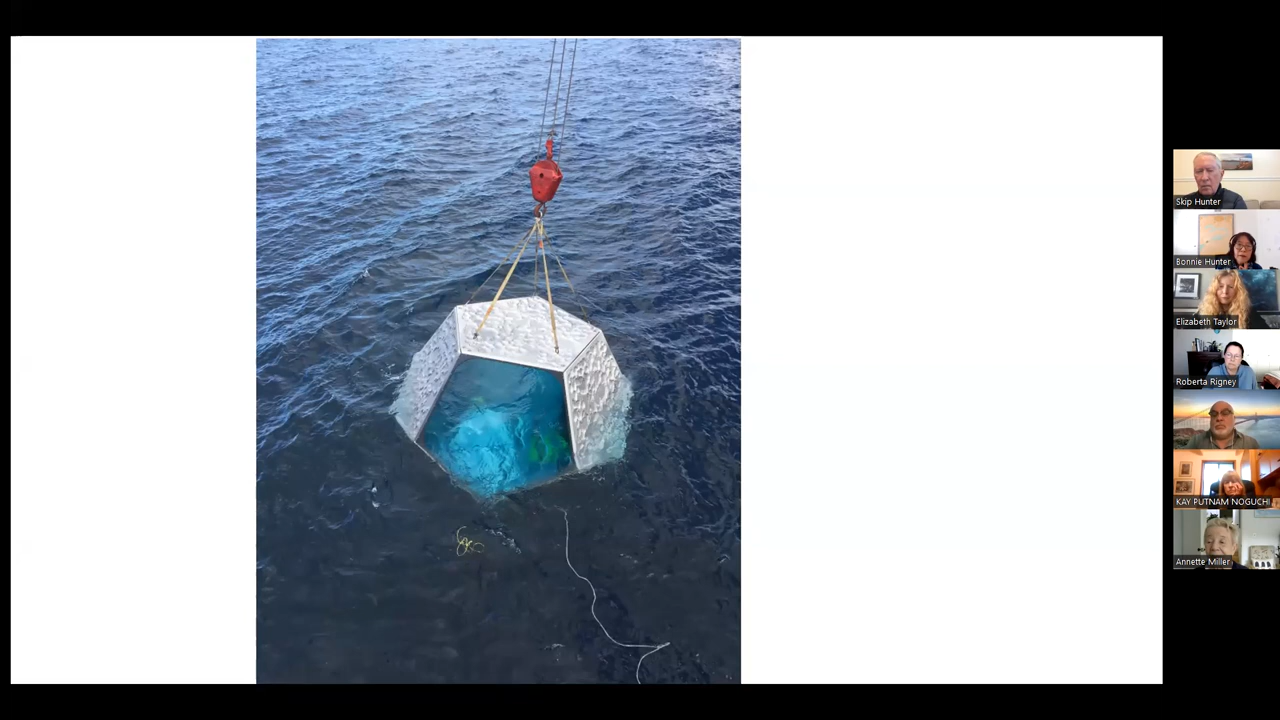 Skip Hunter
Bonnie Hunter
Elizabeth Taylor
Roberta Rigney
KAY PUTNAM NOGUCHI
Annette Miller